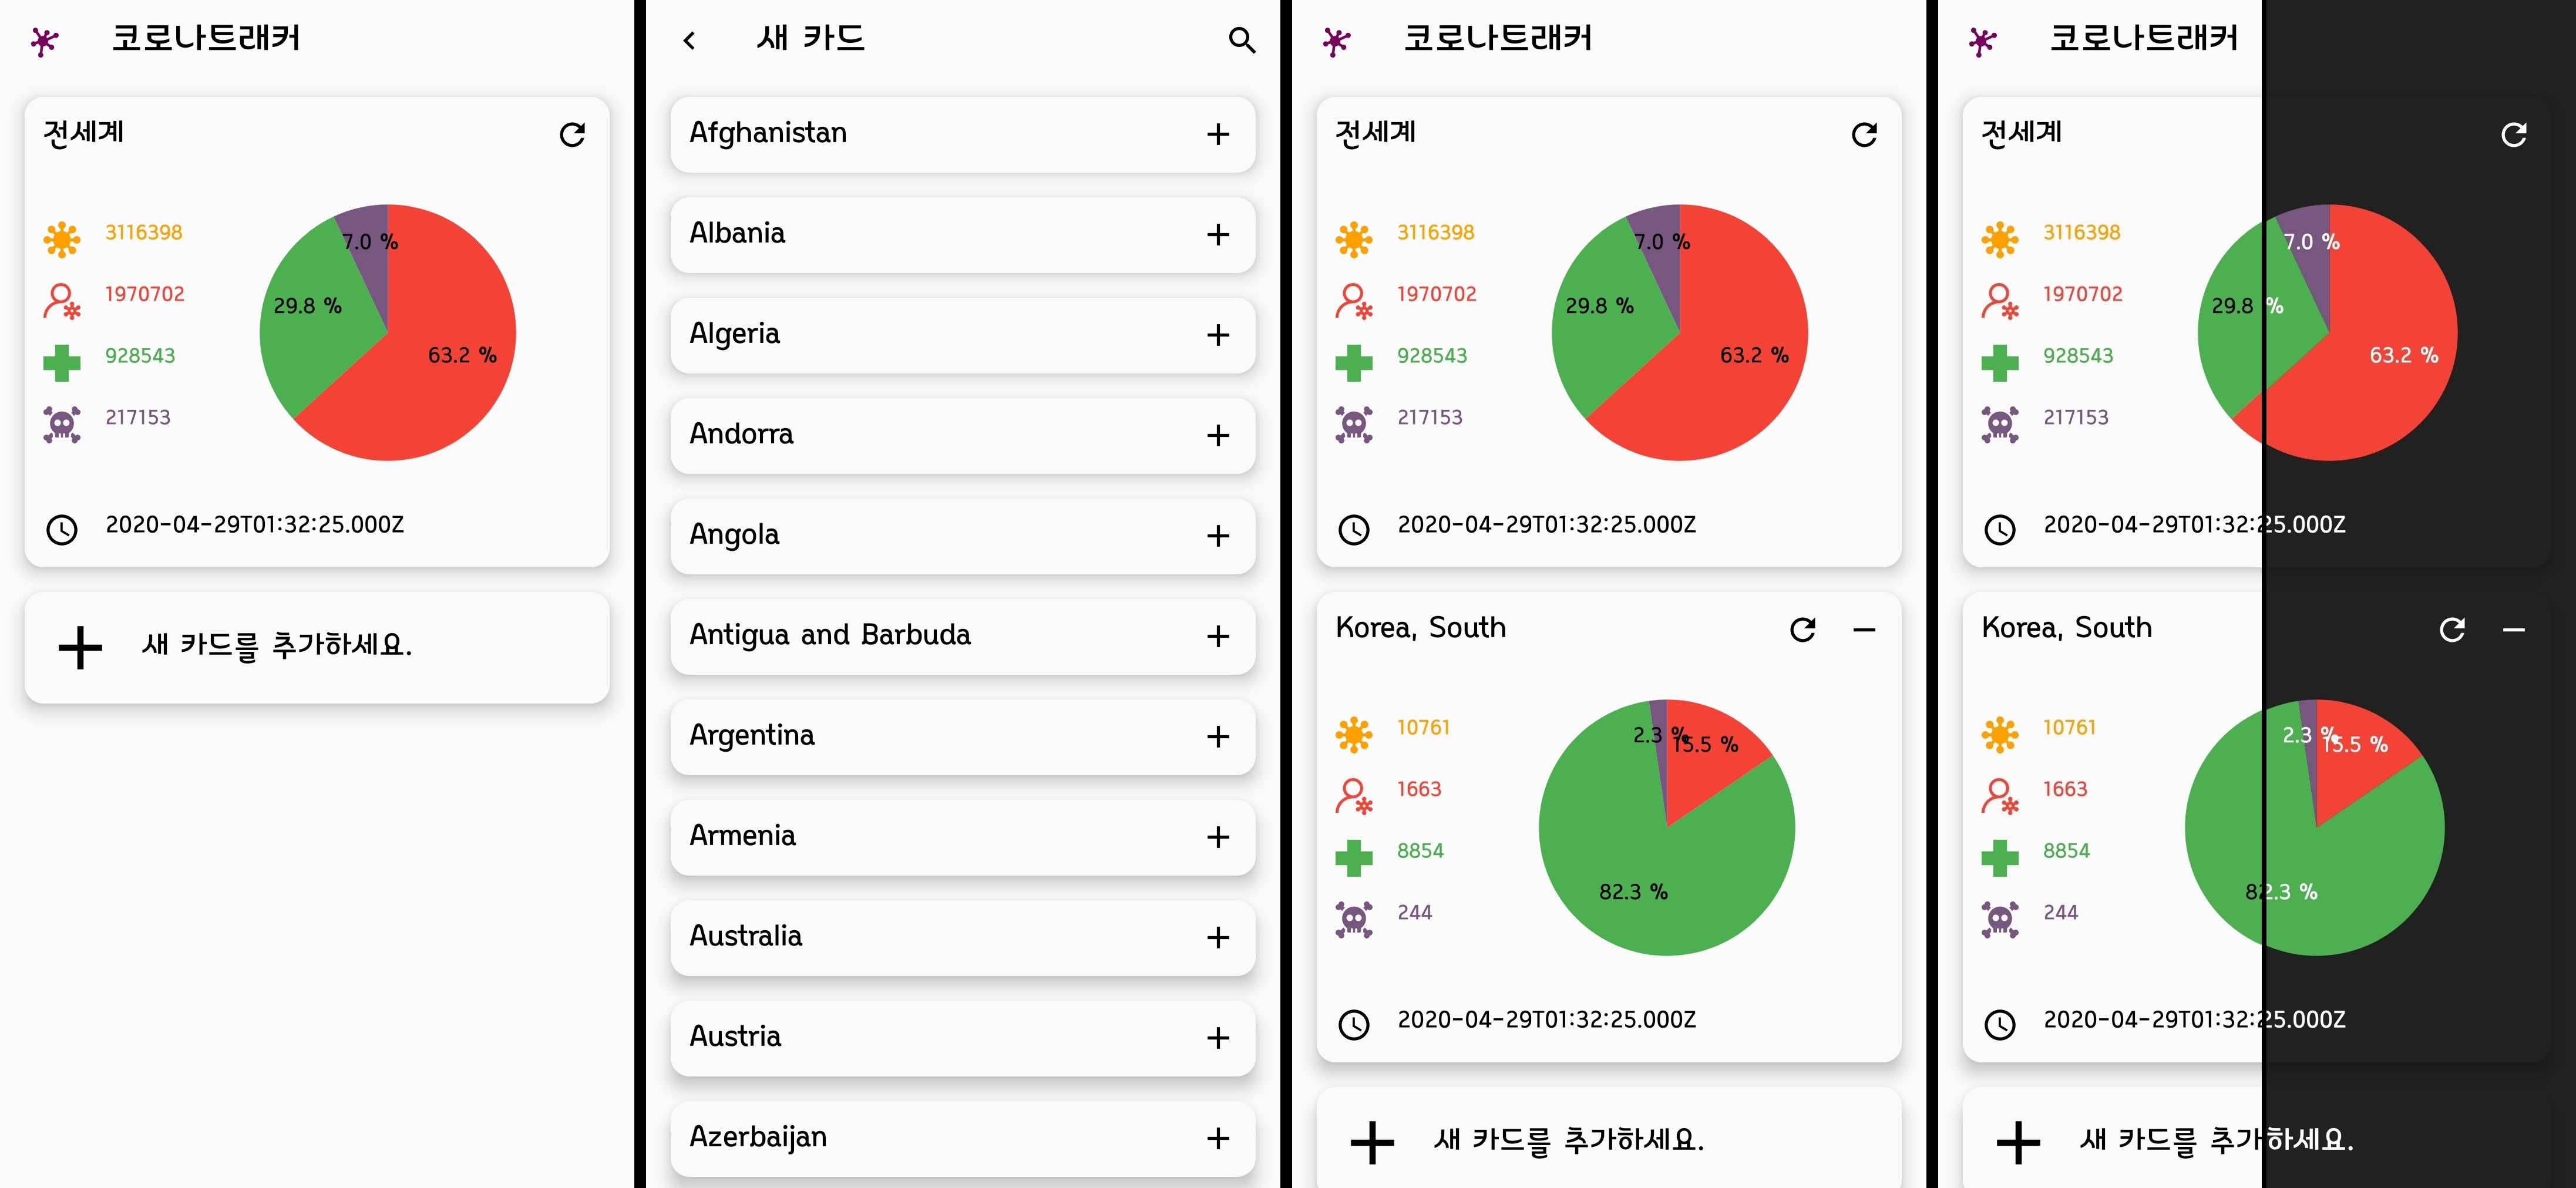 코로나트래커
전세계
3116398
1970702
928543
217153
7.0 %
29.8 %
63.2 %
2020-04-29T01:32:25.000Z
새 카드를 추가하세요.
새 카드
Afghanistan
Albania
Algeria
Andorra
Angola
Antigua and Barbuda
Argentina
Armenia
Australia
Austria
Azerbaijan
코로나트래커
전세계
3116398
1970702
928543
217153
7.0 %
29.8 %
63.2 %
2020-04-29T01:32:25.000Z
Korea, South
10761
1663
8854
244
2.3 %
15.5 %
82.3 %
2020-04-29T01:32:25.000Z
새 카드를 추가하세요.
코로나트래커
전세계
3116398
1970702
928543
217153
7.0 %
29.8 %
63.2 %
2020-04-29T01:32:25.000Z
Korea, South
10761
1663
8854
244
2.3 %
15.5 %
82.3 %
2020-04-29T01:32:25.000Z
새 카드를 추가하세요.